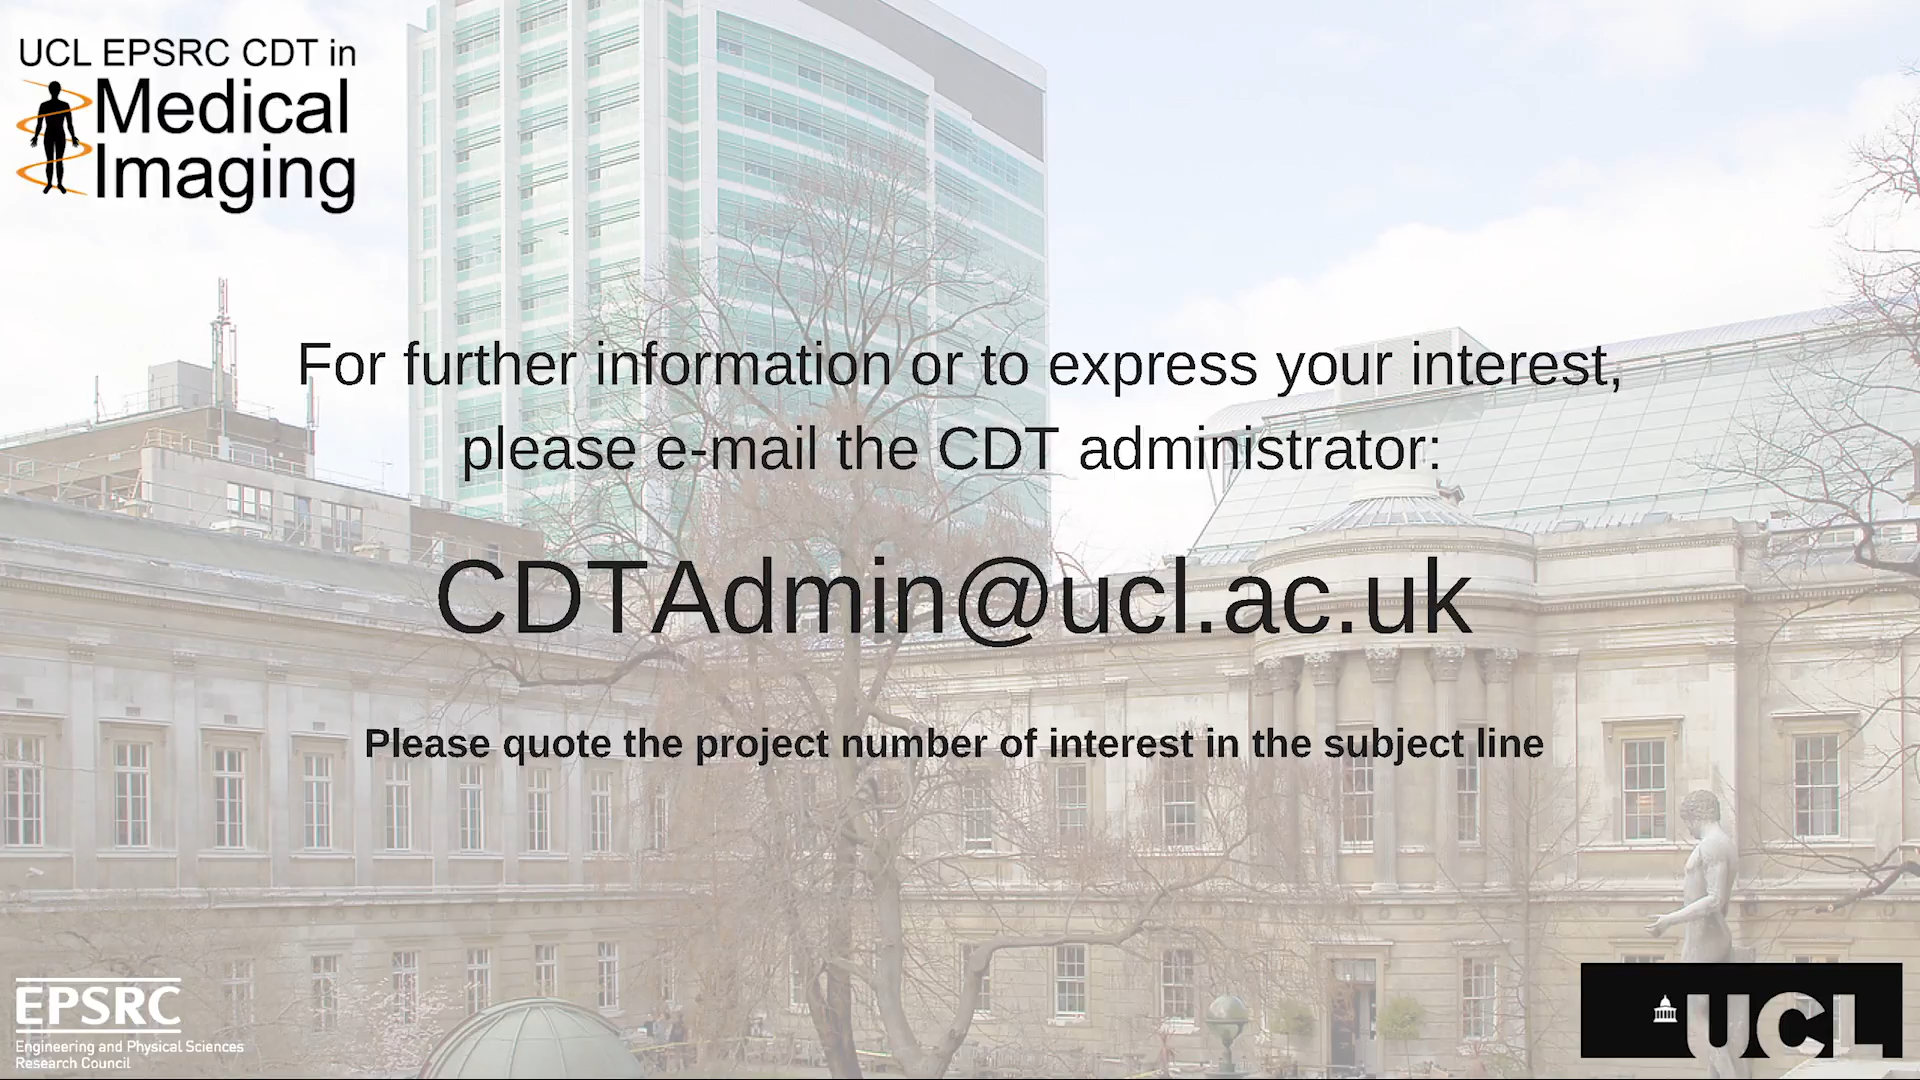 UCL EPSRC CDT in
Medical
Imaging
For further information or to express your interest,
please e-mail the CDT administrator:
CDTAdmin@ucl.ac.uk
Please quote the project number of interest in the subject line
EPSRC
Engineering and Physical Sciences
Research Council
UCL